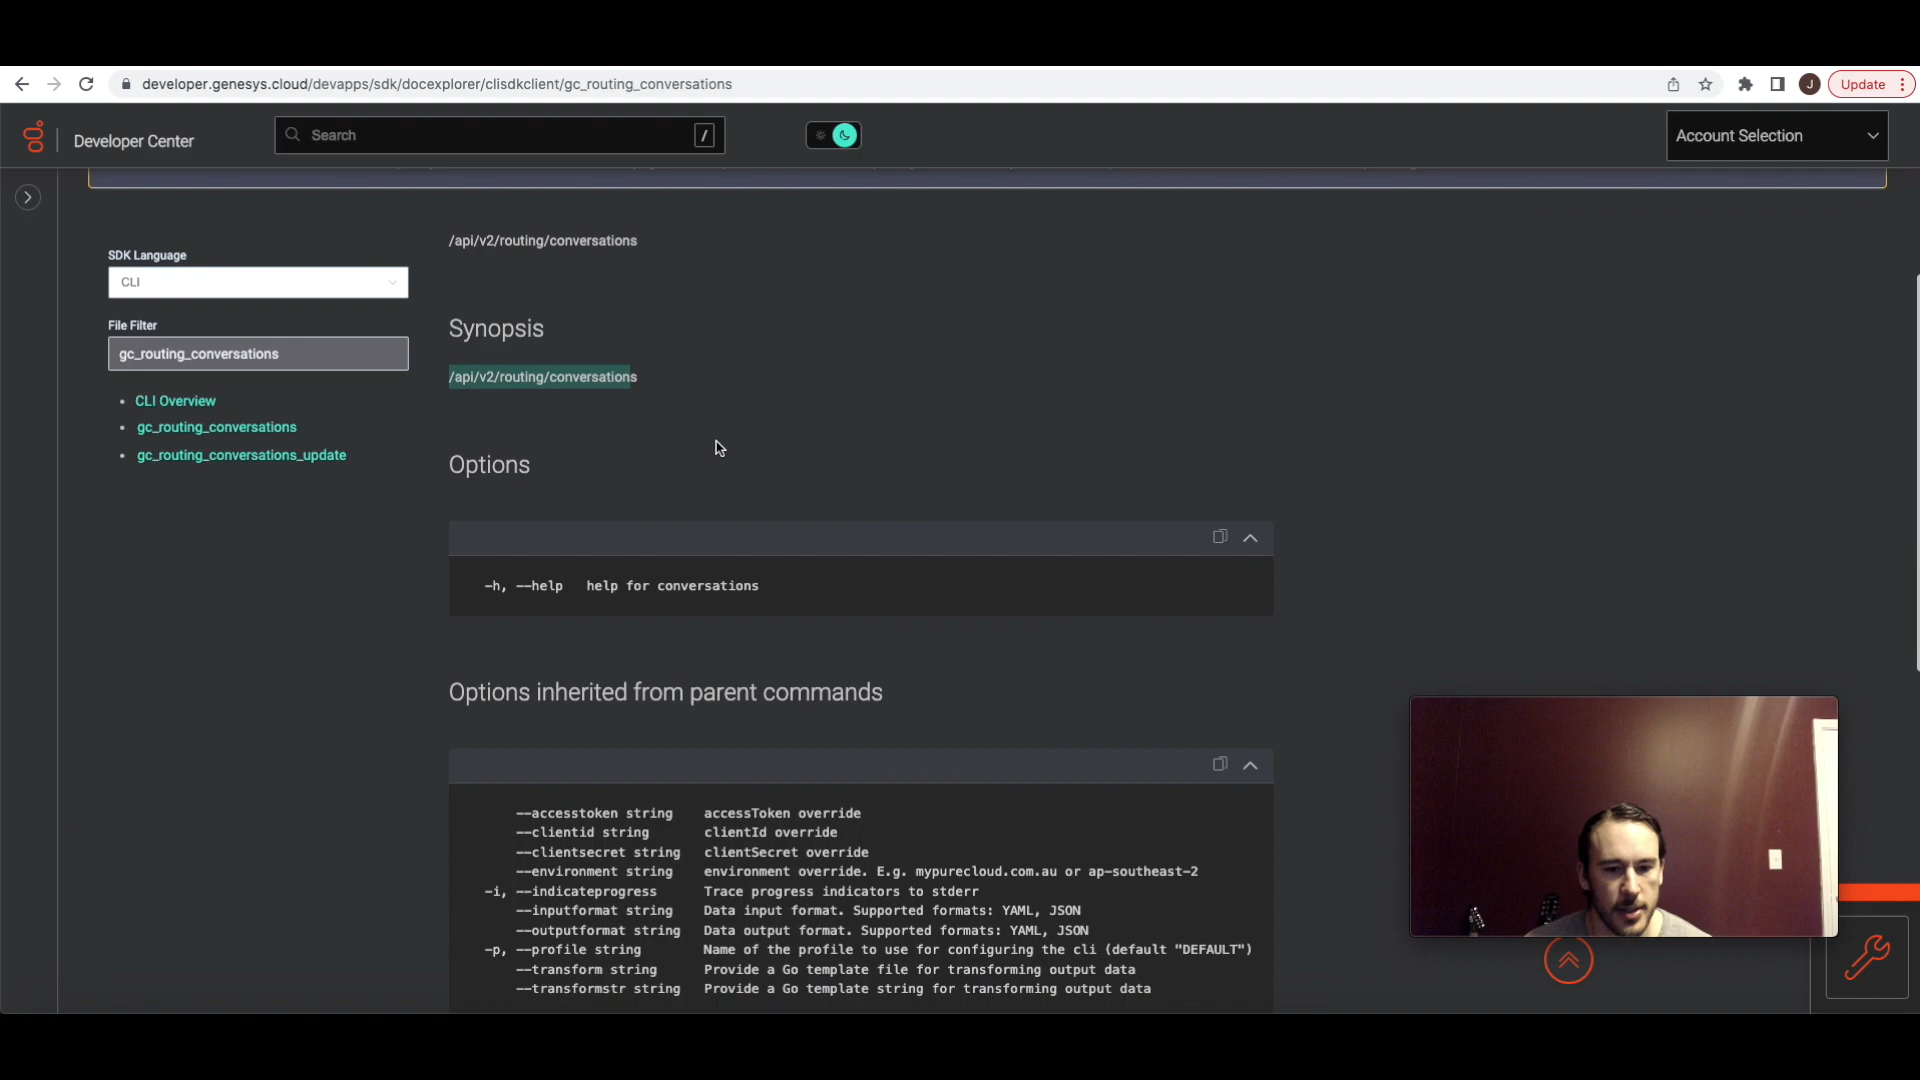 developer.genesys.cloud/devapps/sdk/docexplorer/clisdkclient/gc_routing_conversations
J
Update
Developer Center
Search
/
Account Selection
/api/v2/routing/conversations
SDK Language
CLI
File Filter
gc_routing_conversations
CLI Overview
gc_routing_conversations
gc_routing_conversations_update
Synopsis
/api/v2/routing/conversations
Options
-h, --help help for conversations
Options inherited from parent commands
--accesstoken string accessToken override
--clientid string clientId override
--clientsecret string clientSecret override
--environment string environment override. E.g. mypurecloud.com.au or ap-southeast-2
-i, --indicateprogress Trace progress indicators to stderr
--inputformat string Data input format. Supported formats: YAML, JSON
--outputformat string Data output format. Supported formats: YAML, JSON
-p, --profile string Name of the profile to use for configuring the cli (default "DEFAULT")
--transform string Provide a Go template file for transforming output data
--transformstr string Provide a Go template string for transforming output data